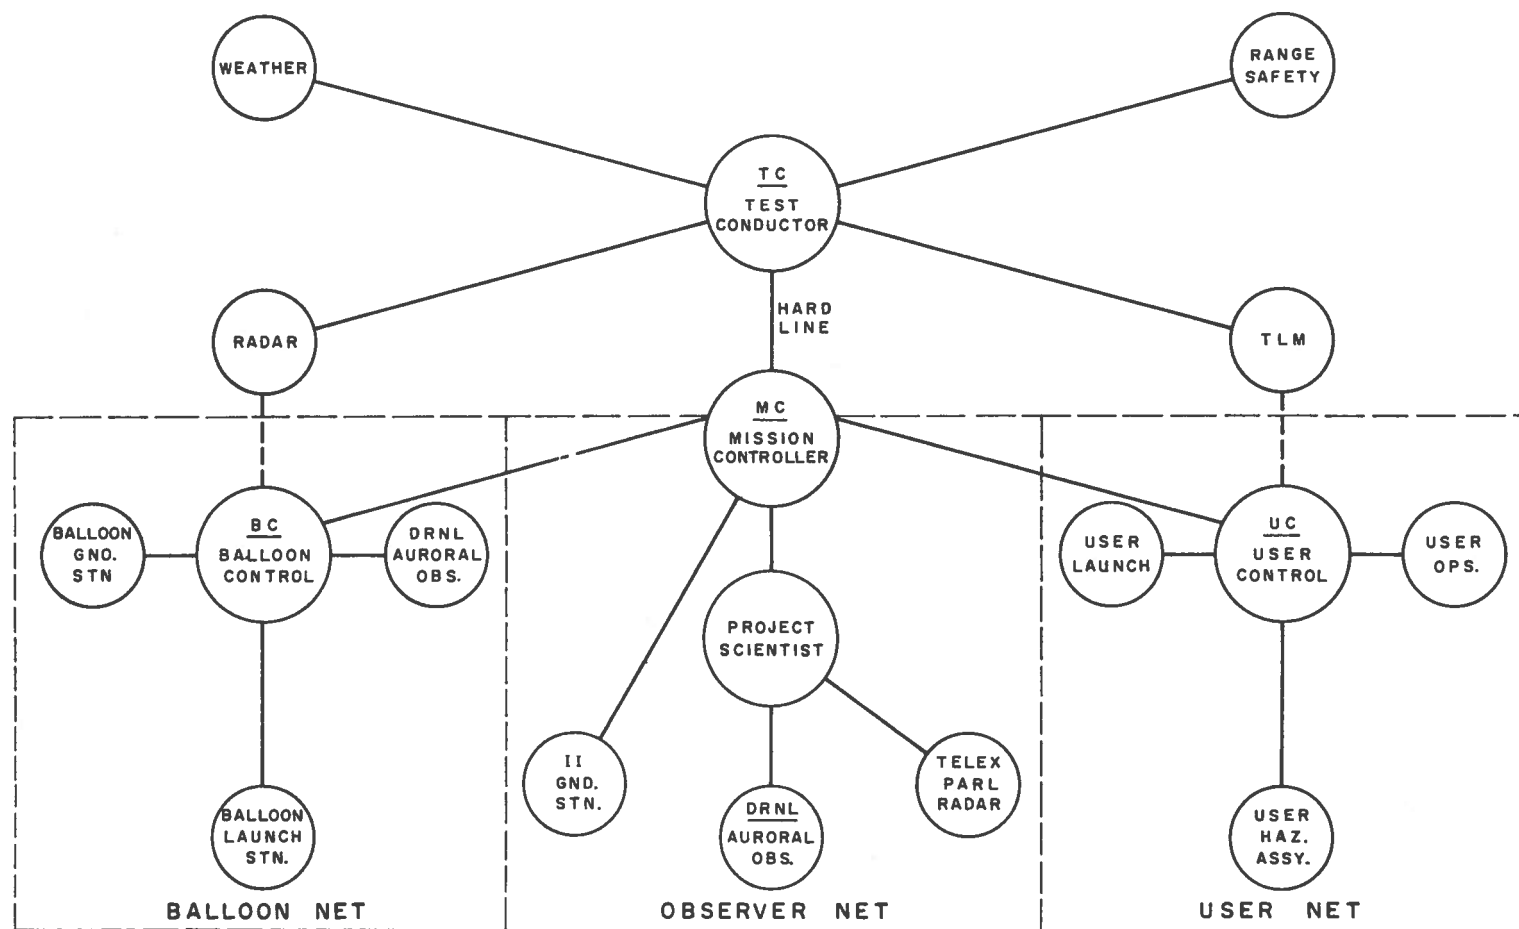 WEATHER
RANGE
SAFETY
TC
TEST
CONDUCTOR
HARD
LINE
RADAR
TLM
MC
MISSION
CONTROLLER
BALLOON
GNO.
STN
BC
BALLOON
CONTROL
DRNL
AURORAL
OBS.
USER
LAUNCH
UC
USER
CONTROL
USER
OPS.
PROJECT
SCIENTIST
II
GND.
STN.
TELEX
PARL
RADAR
BALLOON
LAUNCH
STN.
DRNL
AURORAL
OBS.
USER
HAZ.
ASSY.
BALLOON NET
OBSERVER NET
USER NET